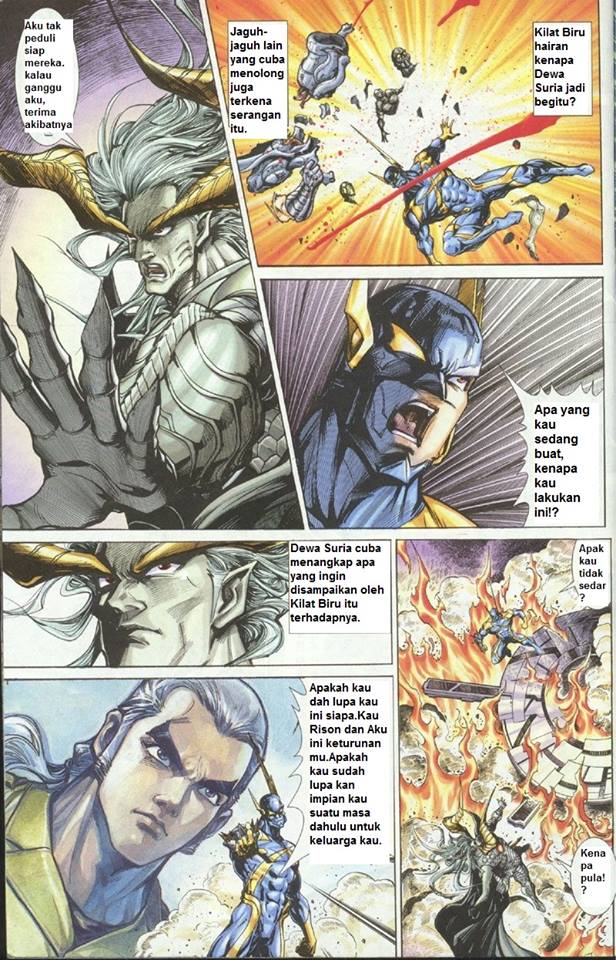 Aku tak
peduli
siap
mereka.
kalau
ganggu
aku,
terima
akibatnya
Jaguh-
jaguh lain
yang cuba
menolong
juga
terkena
serangan
itu.
Kilat Biru
hairan
kenapa
Dewa
Suria jadi
begitu?
Apa yang
kau
sedang
buat,
kenapa
kau
lakukan
ini!?
Dewa Suria cuba
menangkap apa
yang ingin
disampaikan oleh
Kilat Biru itu
terhadapnya.
Apak
kau
tidak
sedar
?
Apakah kau
dah lupa kau
ini siapa.Kau
Rison dan Aku
ini keturunan
mu.Apakah
kau sudah
lupa kan
impian kau
suatu masa
dahulu untuk
keluarga kau.
Kena
pa
pula!
?